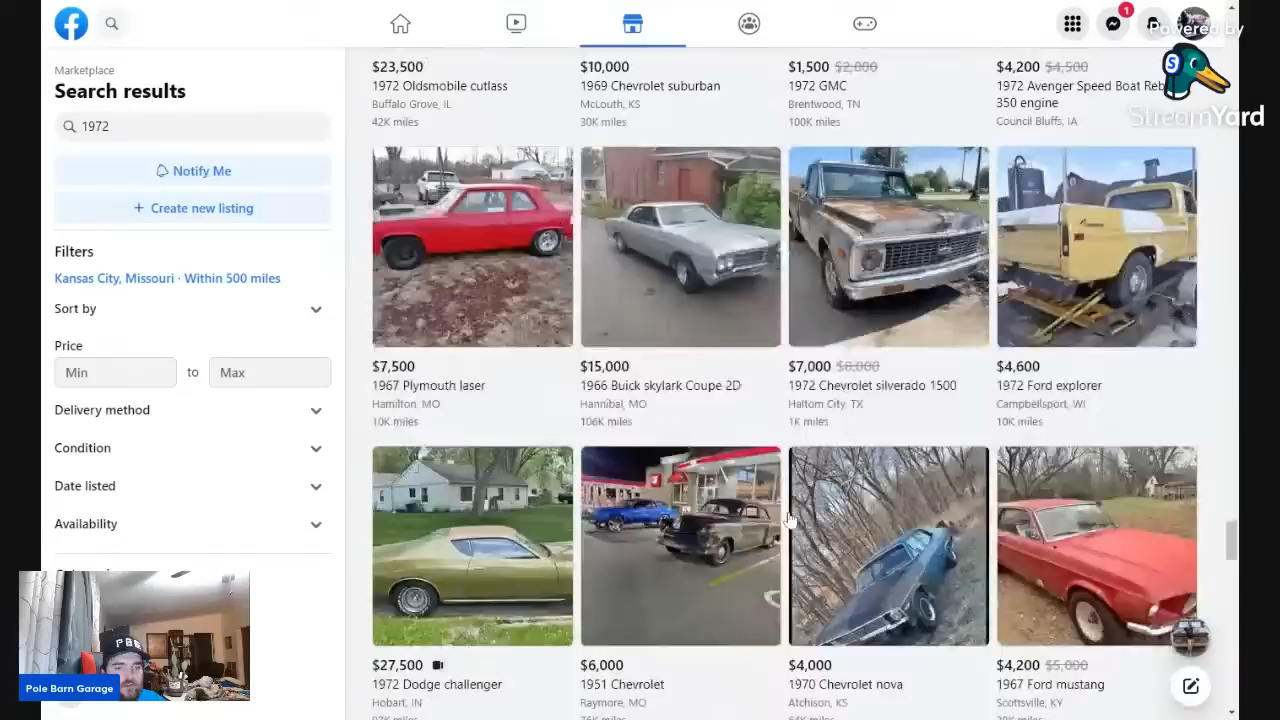 1
Powered by
StreamYard
Marketplace
Search results
1972
Notify Me
+ Create new listing
Filters
Kansas City, Missouri · Within 500 miles
Sort by
Price
Min to Max
Delivery method
Condition
Date listed
Availability
Pole Barn Garage
$23,500
1972 Oldsmobile cutlass
Buffalo Grove, IL
42K miles
$10,000
1969 Chevrolet suburban
McLouth, KS
30K miles
$1,500 $2,000
1972 GMC
Brentwood, TN
100K miles
$4,200 $4,500
1972 Avenger Speed Boat Reb
350 engine
Council Bluffs, IA
$7,500
1967 Plymouth laser
Hamilton, MO
10K miles
$15,000
1966 Buick skylark Coupe 2D
Hannibal, MO
106K miles
$7,000 $8,000
1972 Chevrolet silverado 1500
Haltom City, TX
1K miles
$4,600
1972 Ford explorer
Campbellsport, WI
10K miles
$27,500
1972 Dodge challenger
Hobart, IN
$6,000
1951 Chevrolet
Raymore, MO
$4,000
1970 Chevrolet nova
Atchison, KS
$4,200 $5,000
1967 Ford mustang
Scottsville, KY